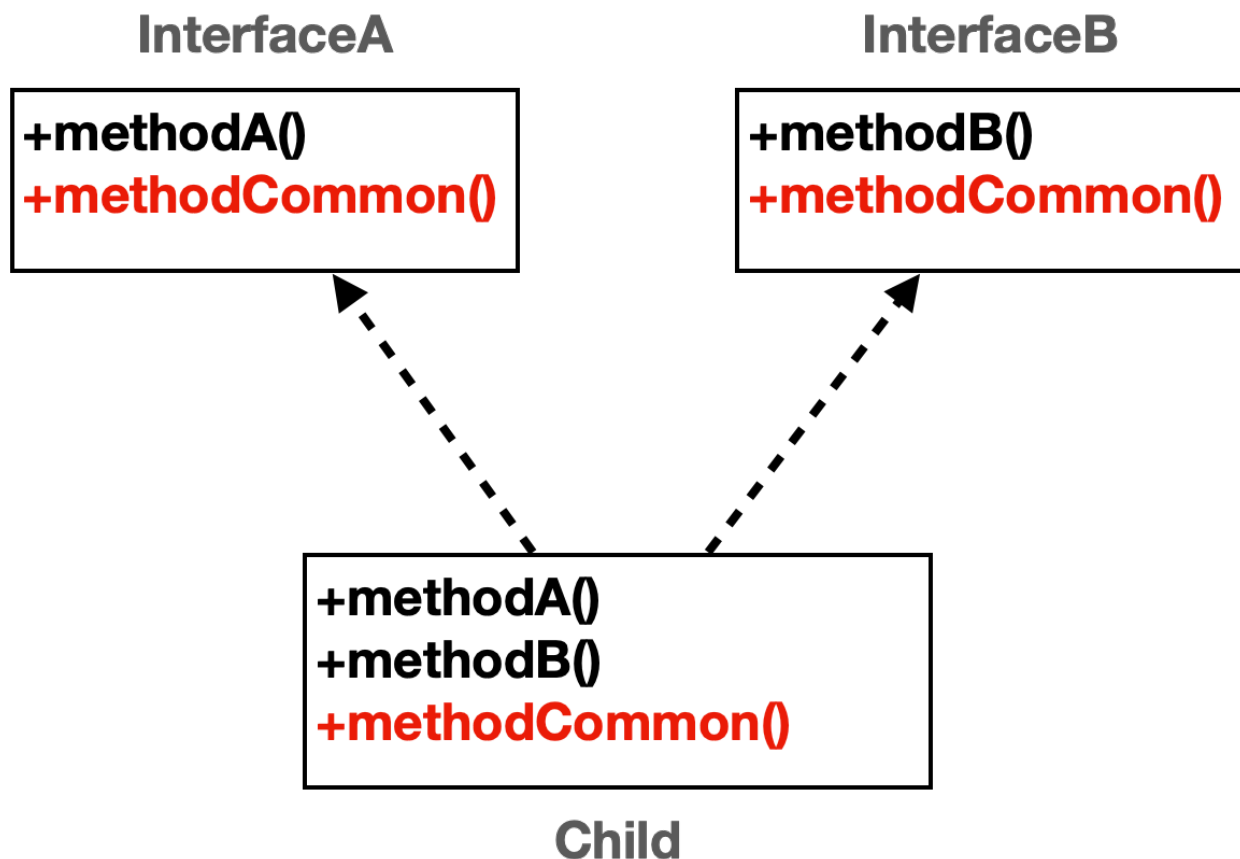 InterfaceA
+methodA()
+methodCommon()
InterfaceB
+methodB()
+methodCommon()
+methodA()
+methodB()
+methodCommon()
Child